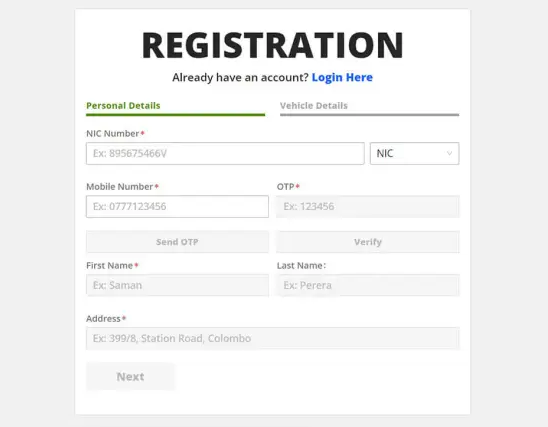 REGISTRATION
Already have an account? Login Here
Personal Details
Vehicle Details
NIC Number*
Ex: 895675466V
NIC
Mobile Number*
OTP*
Ex: 0777123456
Ex: 123456
Send OTP
Verify
First Name*
Last Name:
Ex: Saman
Ex: Perera
Address*
Ex: 399/8, Station Road, Colombo
Next